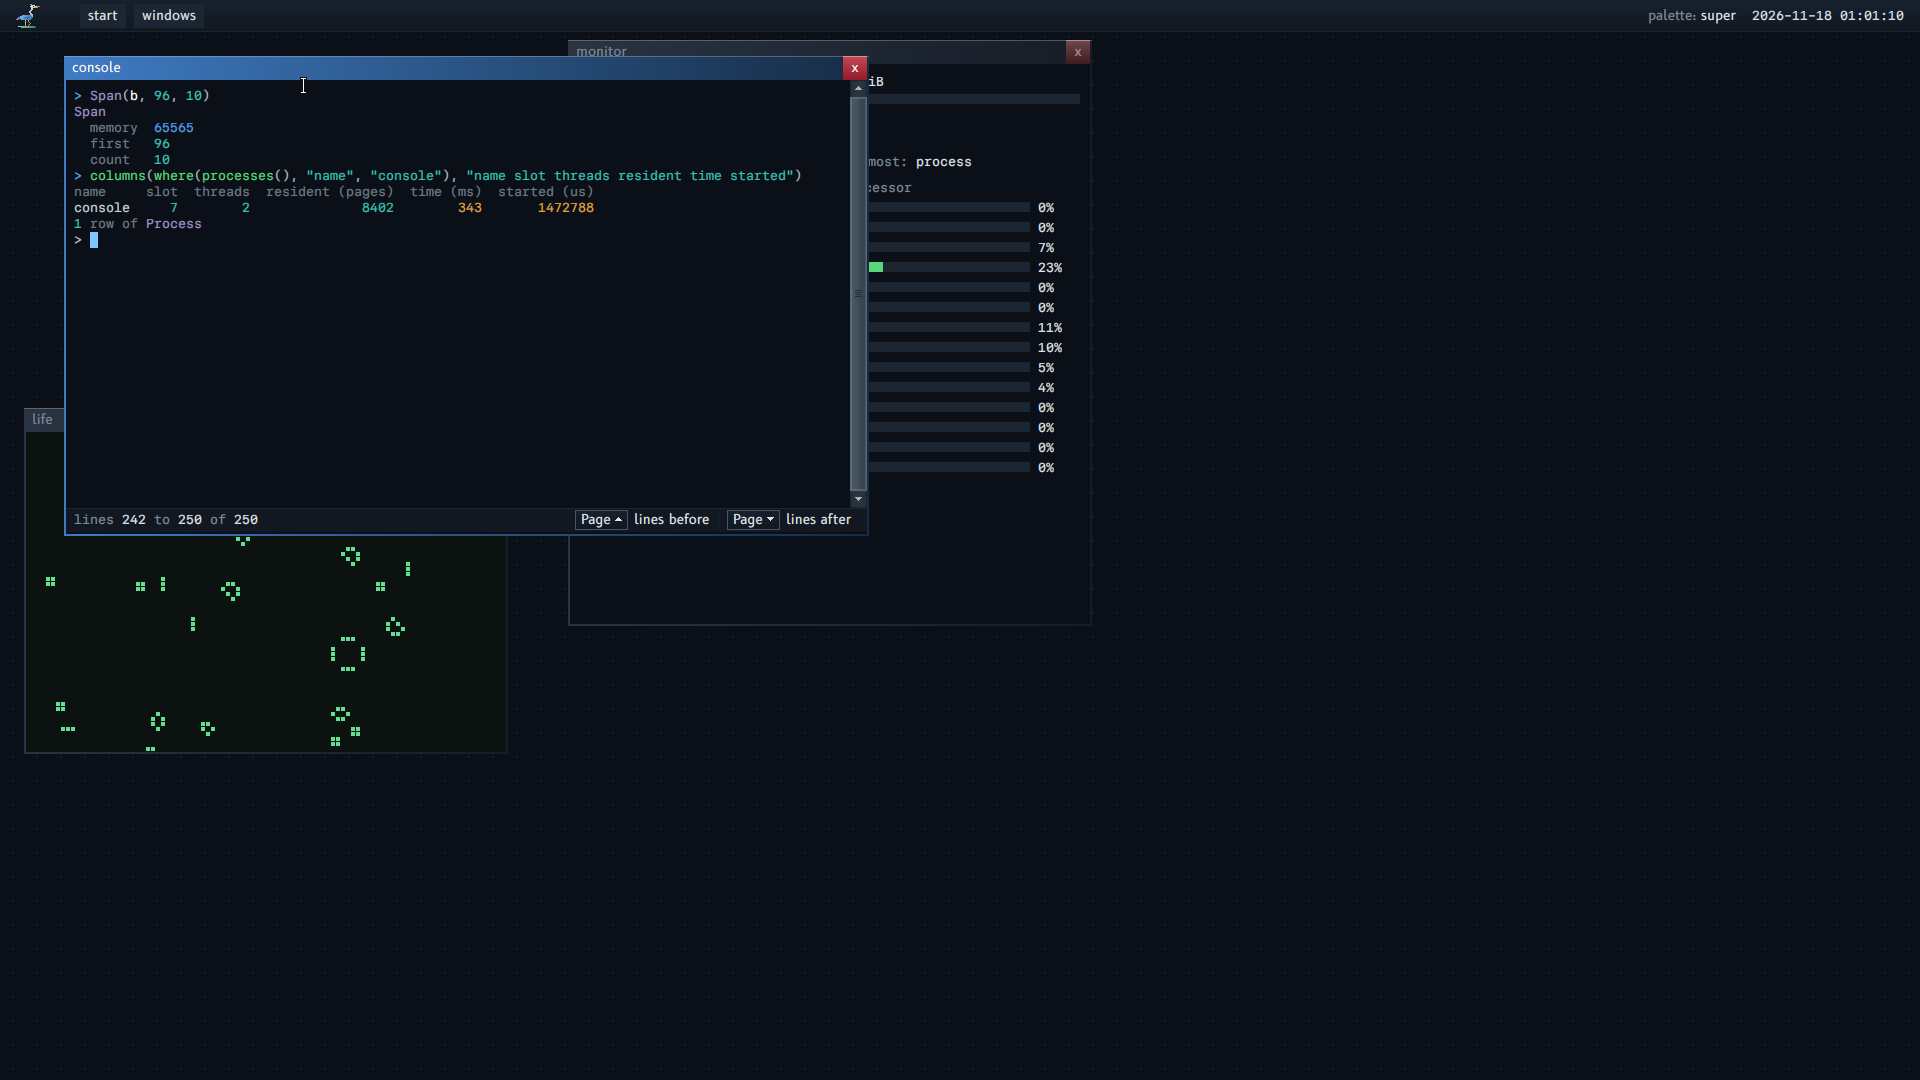 start windows palette: super 2026-11-18 01:01:10
monitor x
console x
iB
> Span(b, 96, 10)
Span
memory 65565
first 96
count 10
> columns(where(processes(), "name", "console"), "name slot threads resident time started")
name slot threads resident (pages) time (ms) started (us)
console 7 2 8402 343 1472788
1 row of Process
>
most: process
cessor
0%
0%
7%
23%
0%
0%
11%
10%
5%
4%
0%
0%
0%
0%
life
lines 242 to 250 of 250 Page lines before Page lines after